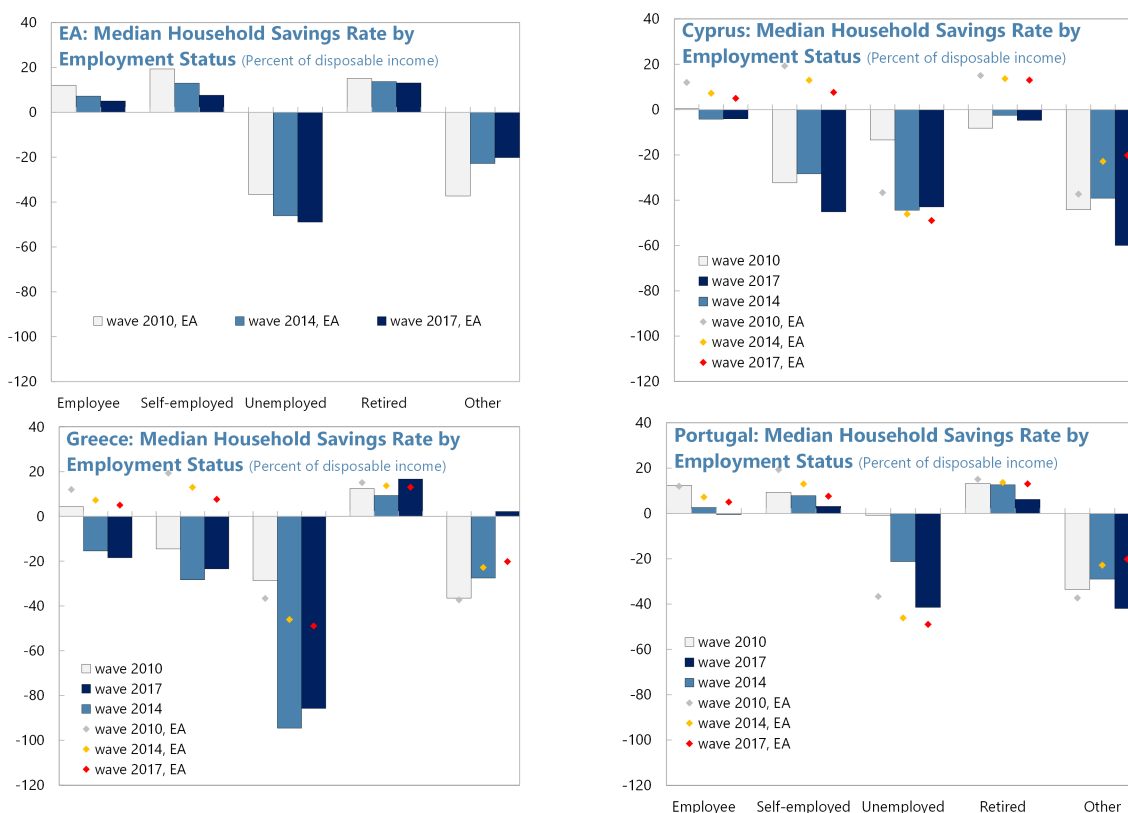 EA: Median Household Savings Rate by
Employment Status (Percent of disposable income)
40
20
0
-20
-40
-60
-80
-100
-120
wave 2010, EA
wave 2014, EA
wave 2017, EA
Employee
Self-employed
Unemployed
Retired
Other
Cyprus: Median Household Savings Rate by
Employment Status (Percent of disposable income)
40
20
0
-20
-40
-60
-80
-100
-120
wave 2010
wave 2017
wave 2014
wave 2010, EA
wave 2014, EA
wave 2017, EA
Greece: Median Household Savings Rate by
Employment Status (Percent of disposable income)
40
20
0
-20
-40
-60
-80
-100
-120
wave 2010
wave 2017
wave 2014
wave 2010, EA
wave 2014, EA
wave 2017, EA
Portugal: Median Household Savings Rate by
Employment Status (Percent of disposable income)
40
20
0
-20
-40
-60
-80
-100
-120
wave 2010
wave 2017
wave 2014
wave 2010, EA
wave 2014, EA
wave 2017, EA
Employee
Self-employed
Unemployed
Retired
Other